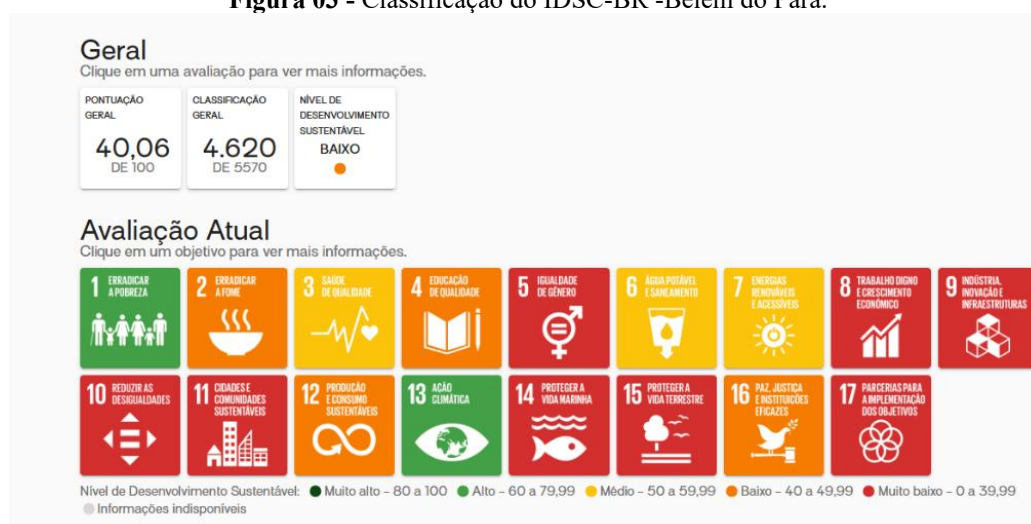 Figura 05 - Classificação do IDSC-BR -Belém do Pará.
Geral
Clique em uma avaliação para ver mais informações.
PONTUAÇÃO GERAL
40,06
DE 100
CLASSIFICAÇÃO GERAL
4.620
DE 5570
NÍVEL DE DESENVOLVIMENTO SUSTENTÁVEL
BAIXO
Avaliação Atual
Clique em um objetivo para ver mais informações.
1 ERRADICAR A POBREZA
2 ERRADICAR A FOME
3 SAÚDE DE QUALIDADE
4 EDUCAÇÃO DE QUALIDADE
5 IGUALDADE DE GÉNERO
6 ÁGUA POTÁVEL E SANEAMENTO
7 ENERGIAS RENOVÁVEIS E ACESSÍVEIS
8 TRABALHO DIGNO E CRESCIMENTO ECONÓMICO
9 INDÚSTRIA, INOVAÇÃO E INFRAESTRUTURAS
10 REDUZIR AS DESIGUALDADES
11 CIDADES E COMUNIDADES SUSTENTÁVEIS
12 PRODUÇÃO E CONSUMO SUSTENTÁVEIS
13 AÇÃO CLIMÁTICA
14 PROTEGER A VIDA MARINHA
15 PROTEGER A VIDA TERRESTRE
16 PAZ, JUSTIÇA E INSTITUIÇÕES EFICAZES
17 PARCERIAS PARA A IMPLEMENTAÇÃO DOS OBJETIVOS
Nível de Desenvolvimento Sustentável: Muito alto - 80 a 100 Alto - 60 a 79,99 Médio - 50 a 59,99 Baixo - 40 a 49,99 Muito baixo - 0 a 39,99
Informações indisponíveis